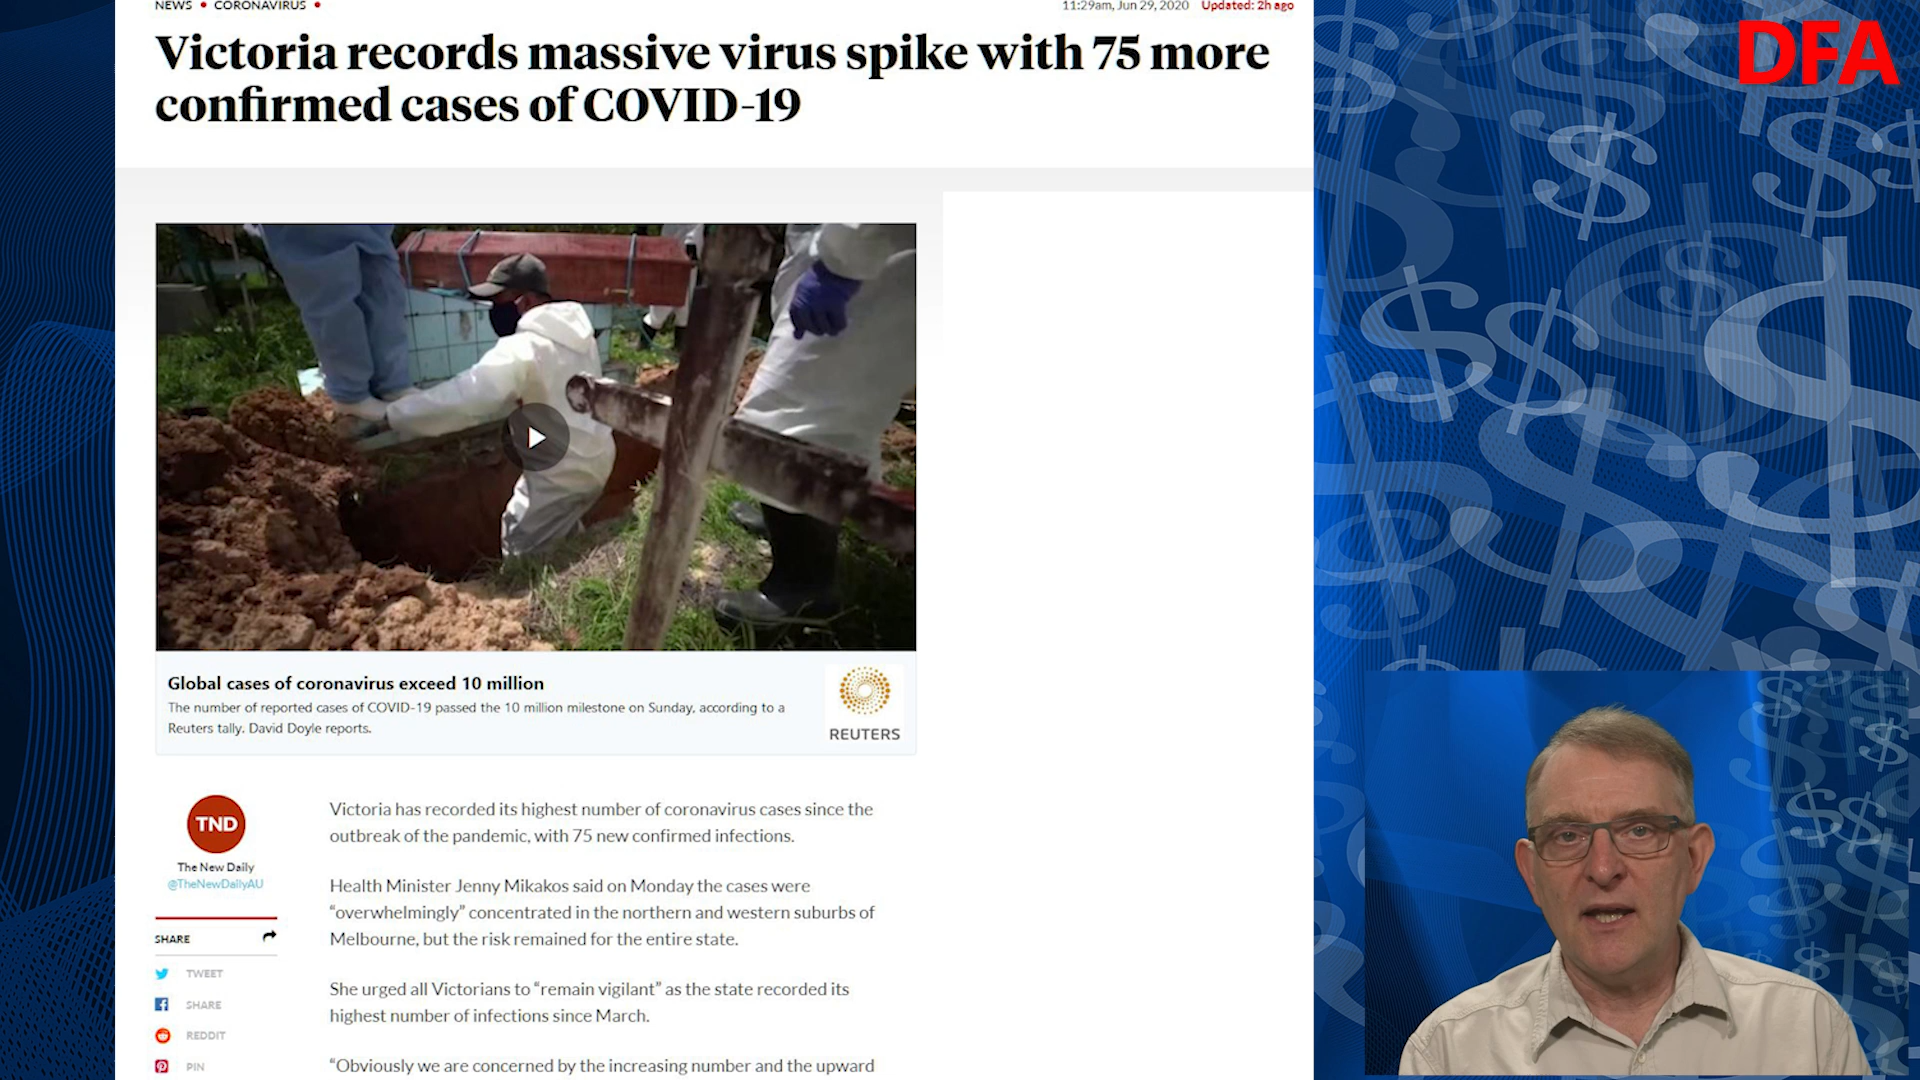 NEWS • CORONAVIRUS •
11:29am, Jun 29, 2020 Updated: 2h ago
DFA
Victoria records massive virus spike with 75 more
confirmed cases of COVID-19
Global cases of coronavirus exceed 10 million
The number of reported cases of COVID-19 passed the 10 million milestone on Sunday, according to a
Reuters tally. David Doyle reports.
REUTERS
TND
The New Daily
@TheNewDailyAU
SHARE
TWEET
SHARE
REDDIT
PIN
Victoria has recorded its highest number of coronavirus cases since the
outbreak of the pandemic, with 75 new confirmed infections.
Health Minister Jenny Mikakos said on Monday the cases were
“overwhelmingly” concentrated in the northern and western suburbs of
Melbourne, but the risk remained for the entire state.
She urged all Victorians to “remain vigilant” as the state recorded its
highest number of infections since March.
“Obviously we are concerned by the increasing number and the upward